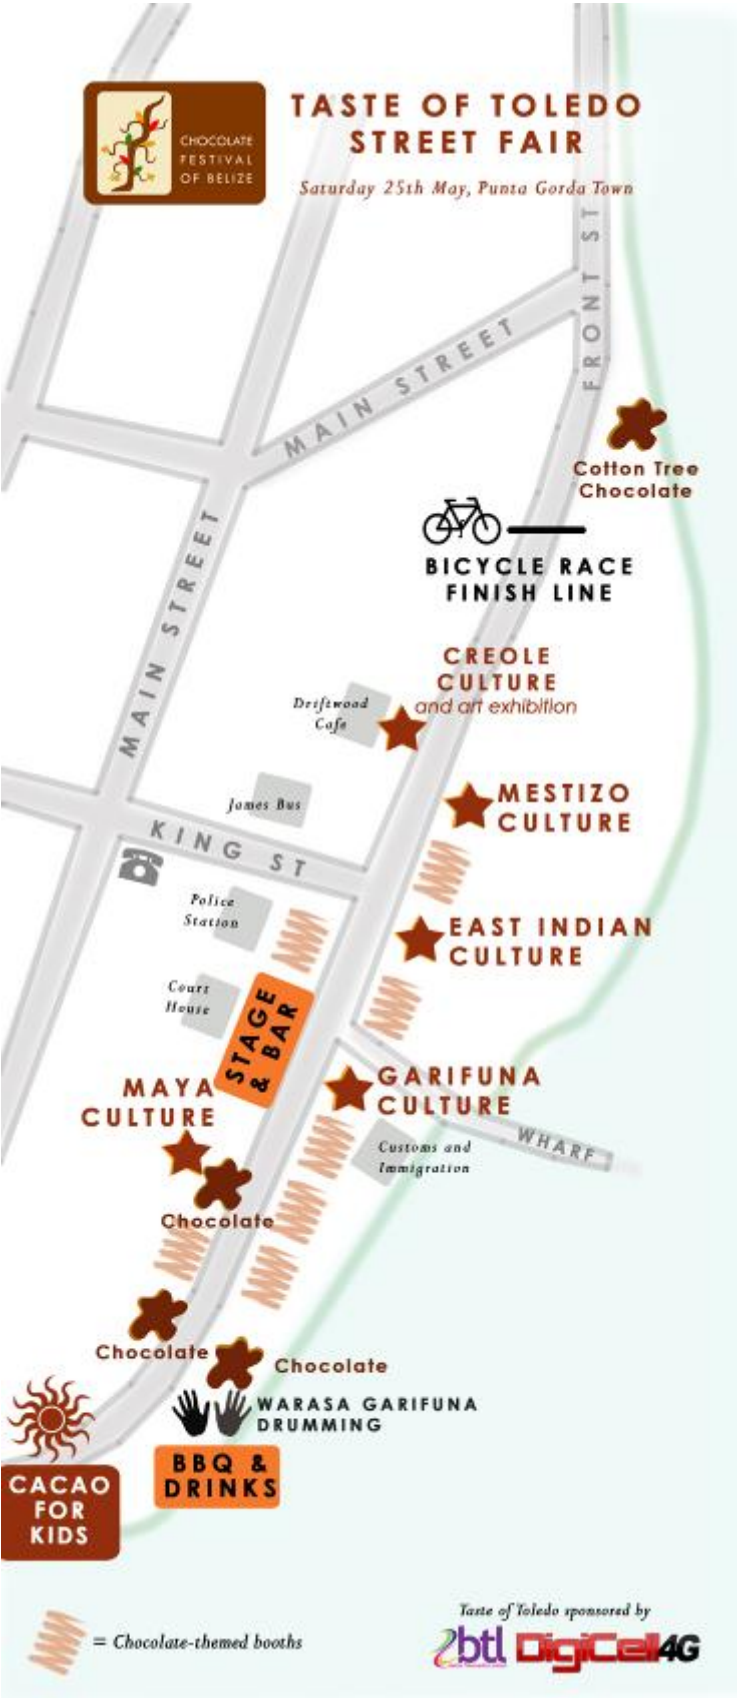 CHOCOLATE
FESTIVAL
OF BELIZE
TASTE OF TOLEDO
STREET FAIR
Saturday 25th May, Punta Gorda Town
FRONT ST
MAIN STREET
Cotton Tree
Chocolate
BICYCLE RACE
FINISH LINE
MAIN STREET
CREOLE
CULTURE
and art exhibition
Driftwood
Cafe
MESTIZO
CULTURE
James Bus
KING ST
Police
Station
EAST INDIAN
CULTURE
Court
House
STAGE
& BAR
MAYA
CULTURE
GARIFUNA
CULTURE
Customs and
Immigration
WHARF
Chocolate
Chocolate
Chocolate
WARASA GARIFUNA
DRUMMING
BBQ &
DRINKS
CACAO
FOR
KIDS
= Chocolate-themed booths
Taste of Toledo sponsored by
btl DigiCell 4G